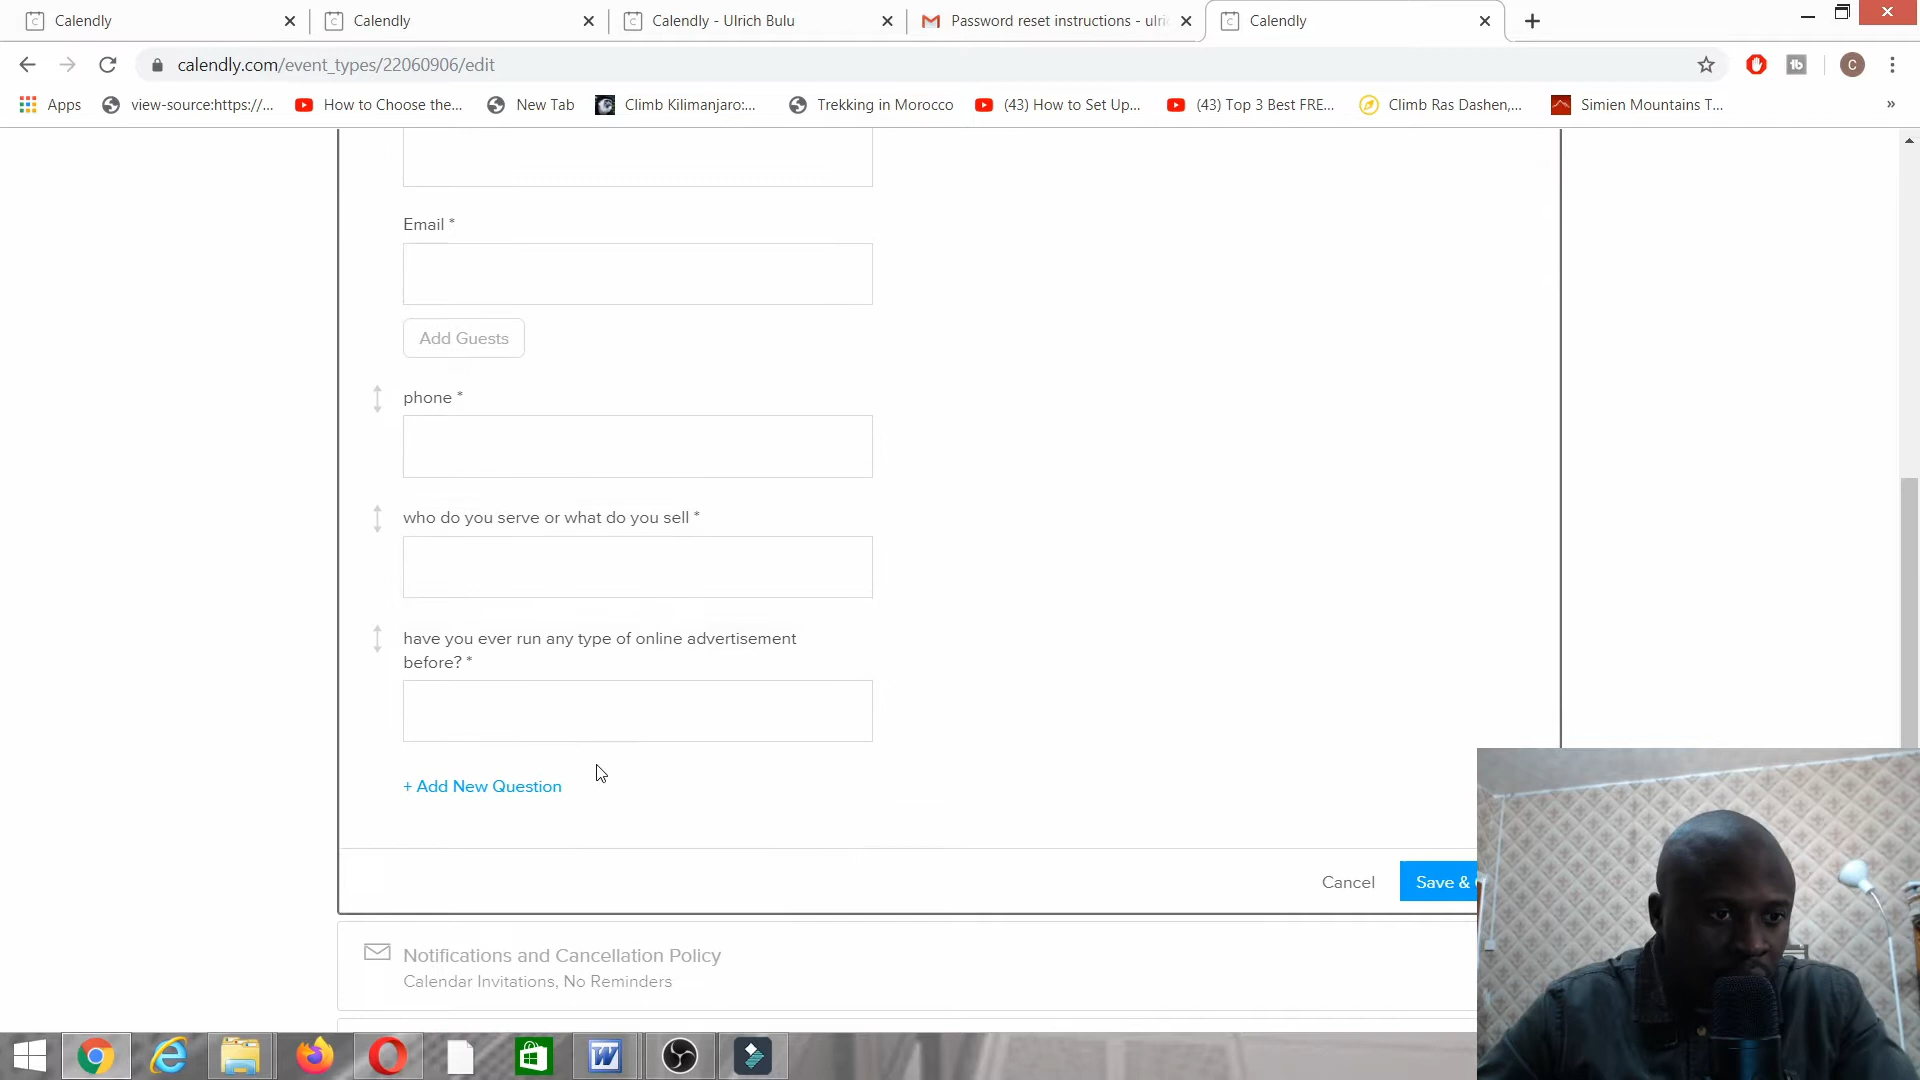 Calendly
Calendly
Calendly - Ulrich Bulu
Password reset instructions - ulri
Calendly
calendly.com/event_types/22060906/edit
C
Apps
view-source:https://...
How to Choose the...
New Tab
Climb Kilimanjaro:...
Trekking in Morocco
(43) How to Set Up...
(43) Top 3 Best FRE...
Climb Ras Dashen,...
Simien Mountains T...
»
Email *
Add Guests
phone *
who do you serve or what do you sell *
have you ever run any type of online advertisement
before? *
+ Add New Question
Cancel
Save &
Notifications and Cancellation Policy
Calendar Invitations, No Reminders